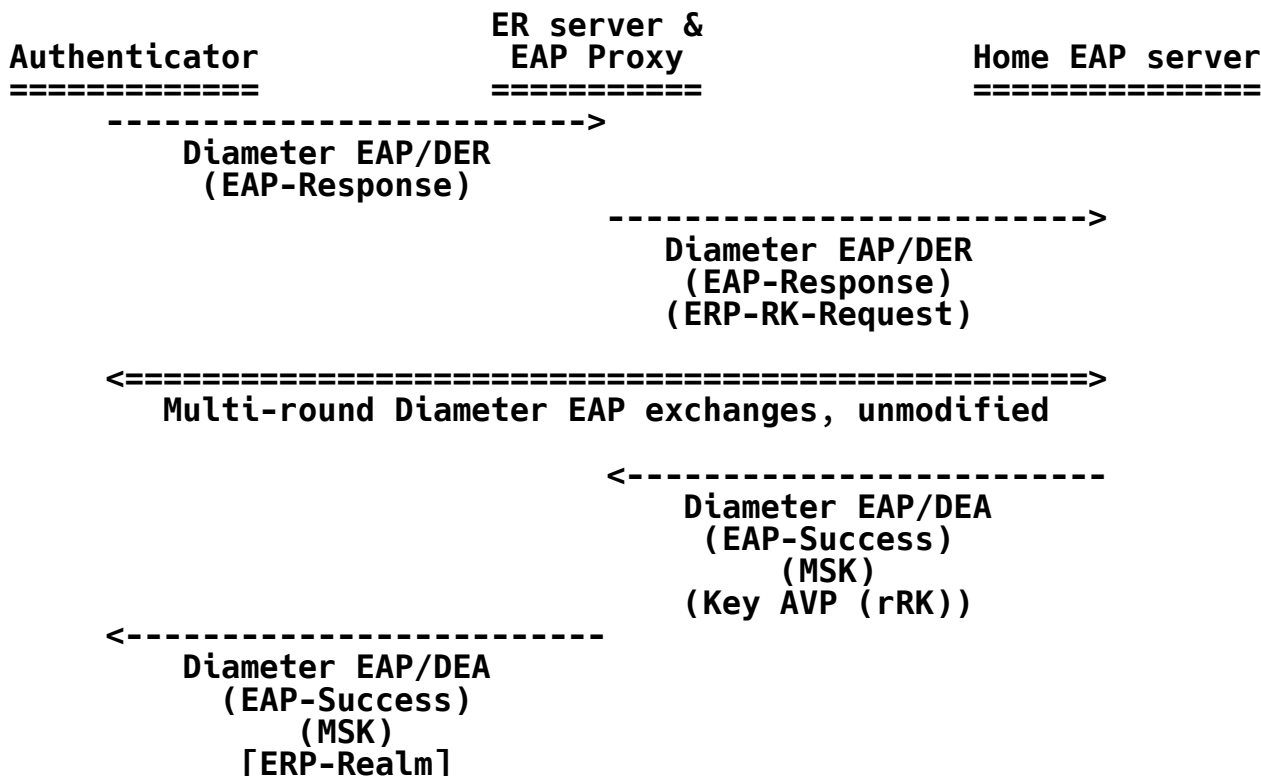 ER server &
Authenticator             EAP Proxy               Home EAP server
=============            ===========              ===============
     ------------------------->
         Diameter EAP/DER
          (EAP-Response)
                               ------------------------->
                                  Diameter EAP/DER
                                   (EAP-Response)
                                  (ERP-RK-Request)
     <==================================================>
        Multi-round Diameter EAP exchanges, unmodified
                               <-------------------------
                                   Diameter EAP/DEA
                                    (EAP-Success)
                                        (MSK)
                                   (Key AVP (rRK))
     <-------------------------
         Diameter EAP/DEA
           (EAP-Success)
               (MSK)
            [ERP-Realm]